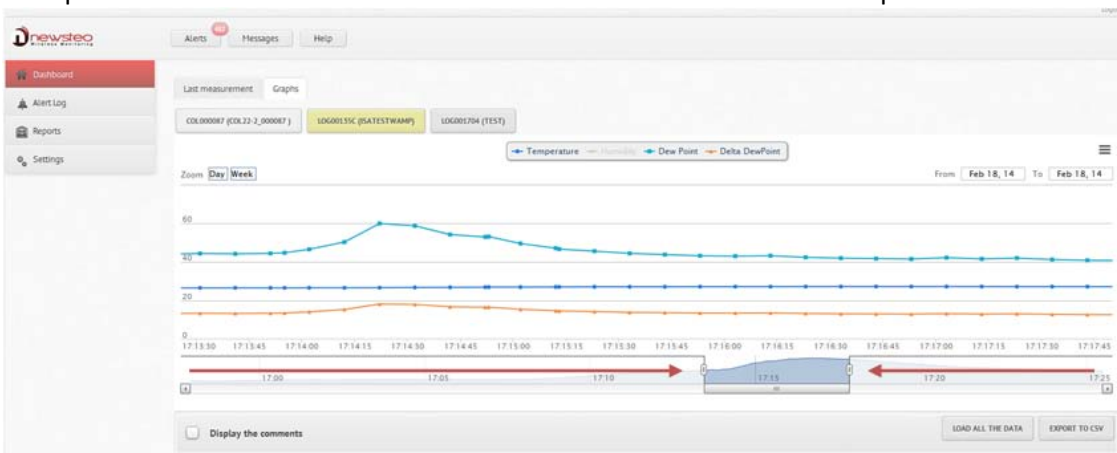 newsteo
Wireless Monitoring
Alerts
Messages
Help
Dashboard
Alert Log
Reports
Settings
Last measurement
Graphs
COL000087 (COL22-2_000087 )
LOG00135C (ISATESTWAMP)
LOG001704 (TEST)
Temperature
Humidity
Dew Point
Delta DewPoint
Zoom Day Week
From Feb 18, 14 To Feb 18, 14
60
40
20
0
17:13:30 17:13:45 17:14:00 17:14:15 17:14:30 17:14:45 17:15:00 17:15:15 17:15:30 17:15:45 17:16:00 17:16:15 17:16:30 17:16:45 17:17:00 17:17:15 17:17:30 17:17:45
17:00 17:05 17:10 17:15 17:20 17:25
Display the comments
LOAD ALL THE DATA
EXPORT TO CSV